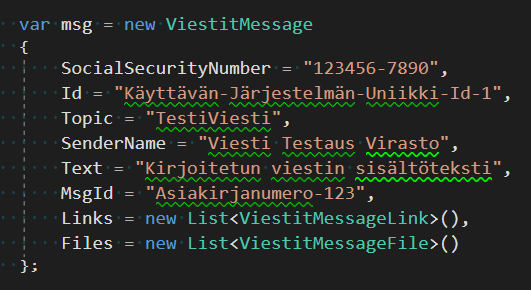 var msg = new ViestitMessage
{
SocialSecurityNumber = "123456-7890",
Id = "Käyttävän-Järjestelmän-Uniikki-Id-1",
Topic = "TestiViesti",
SenderName = "Viesti Testaus Virasto",
Text = "Kirjoitetun viestin sisältöteksti",
MsgId = "Asiakirjanumero-123",
Links = new List<ViestitMessageLink>(),
Files = new List<ViestitMessageFile>()
};